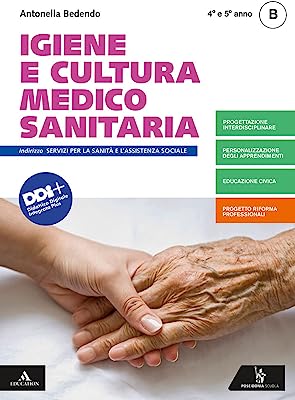 Antonella Bedendo
4° e 5° anno
B
IGIENE
E CULTURA
MEDICO
SANITARIA
indirizzo SERVIZI PER LA SANITÀ E L'ASSISTENZA SOCIALE
PROGETTAZIONE
INTERDISCIPLINARE
PERSONALIZZAZIONE
DEGLI APPRENDIMENTI
EDUCAZIONE CIVICA
PROGETTO RIFORMA
PROFESSIONALI
DDI+
Didattica Digitale
Integrata Plus
EDUCATION
POSEIDONIA SCUOLA